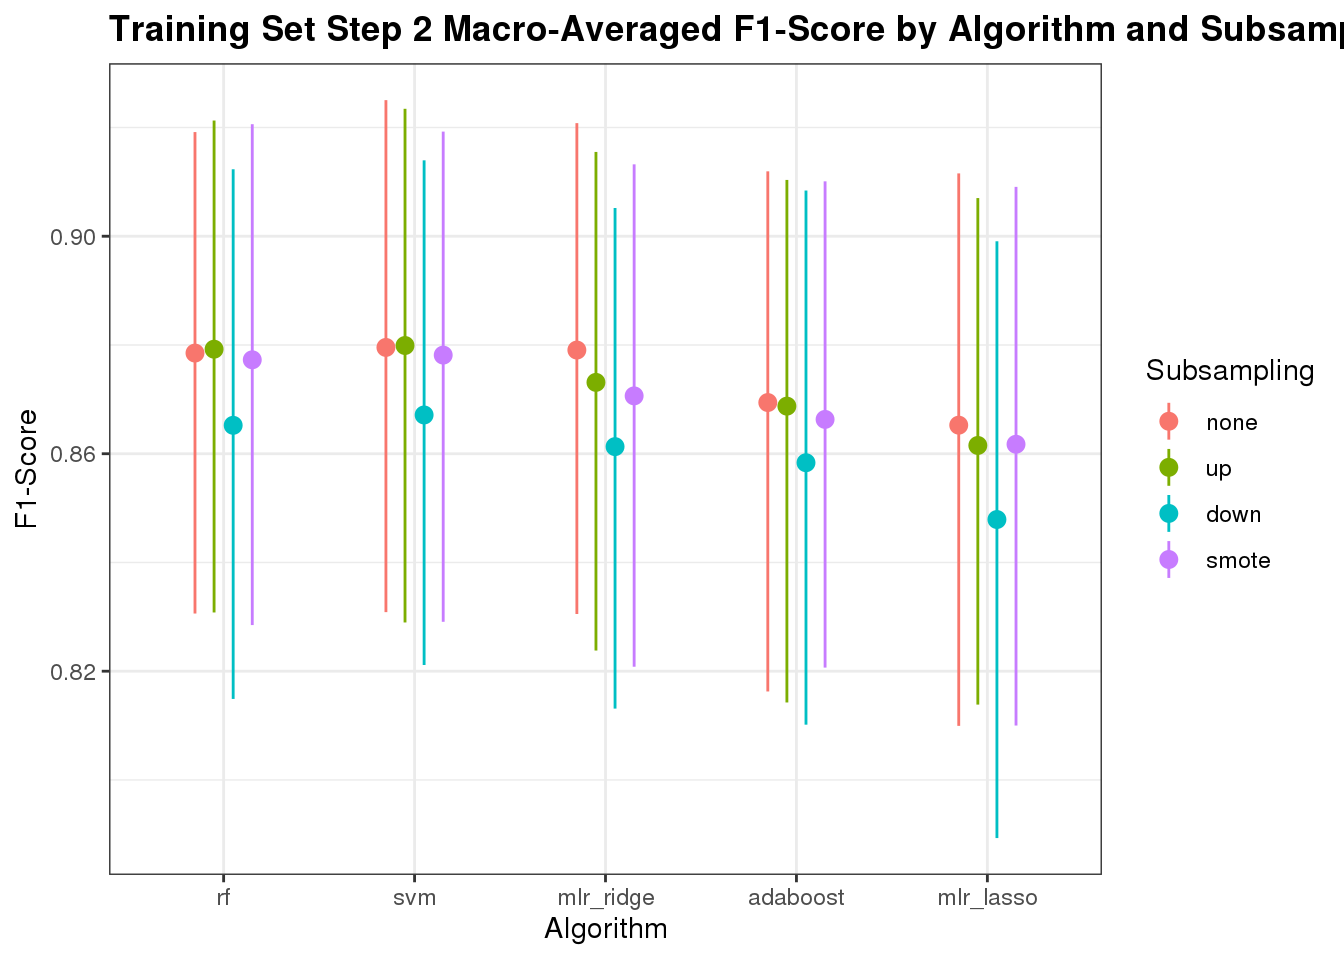 Training Set Step 2 Macro-Averaged F1-Score by Algorithm and
F1-Score
0.90
0.86
0.82
rf svm mlr_ridge adaboost mlr_lasso
Algorithm
Subsampling
none
up
down
smote